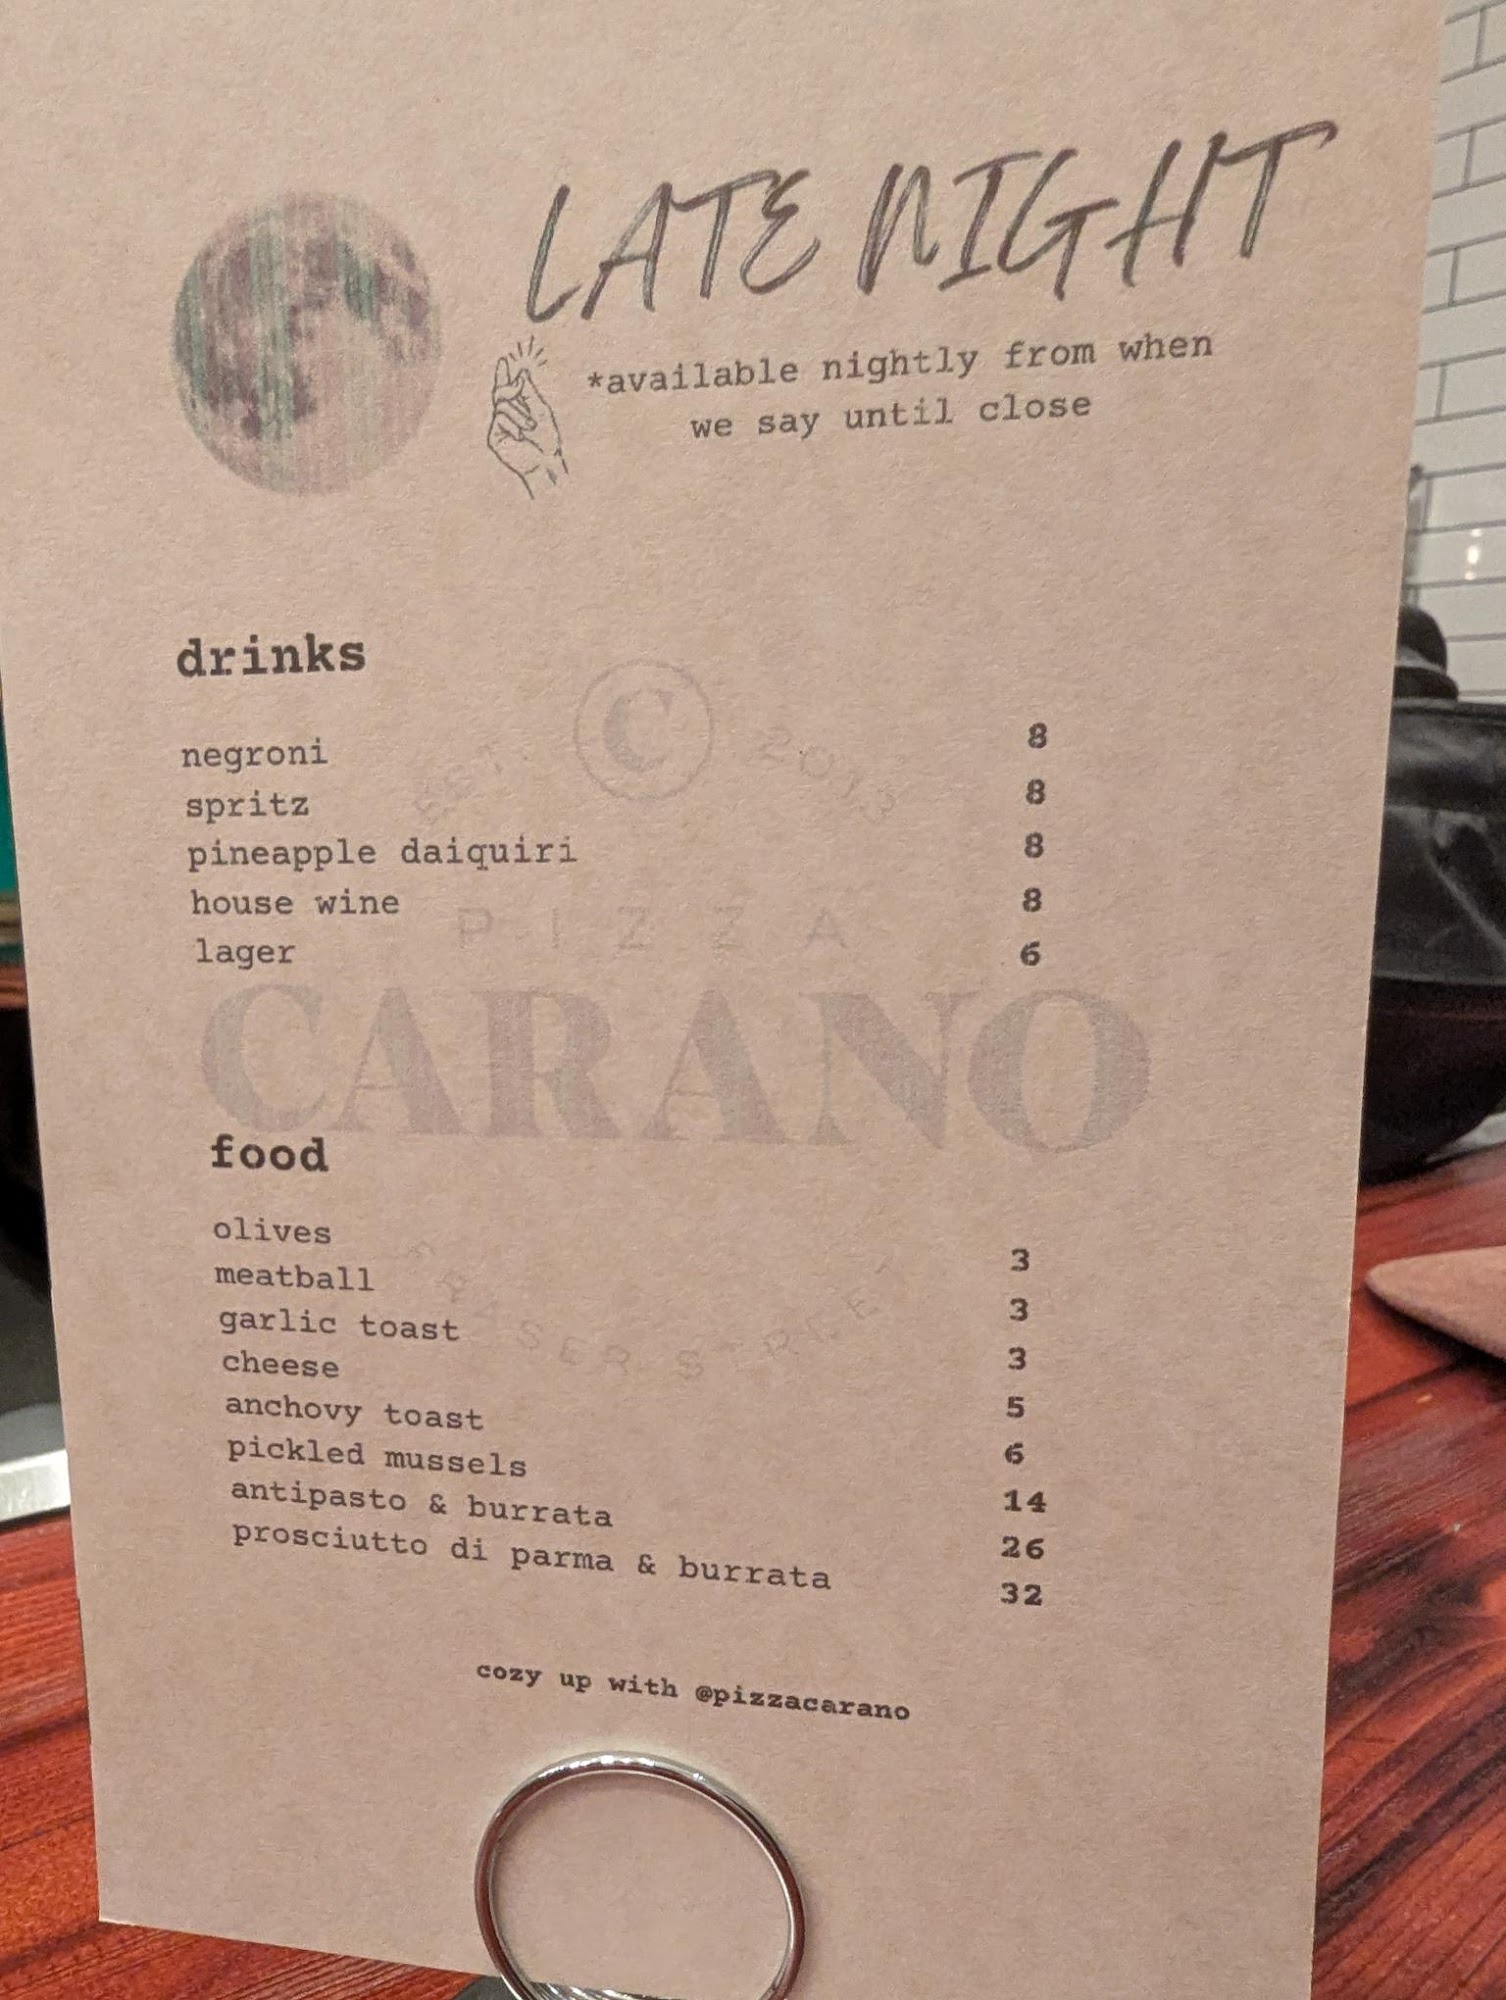 LATE NIGHT
*available nightly from when
we say until close
drinks
negroni 8
spritz 8
pineapple daiquiri 8
house wine 8
lager 6
EST. C 2013
PIZZA
CARANO
FRASER STREET
food
olives 3
meatball 3
garlic toast 3
cheese 5
anchovy toast 6
pickled mussels 14
antipasto & burrata 26
prosciutto di parma & burrata 32
cozy up with @pizzacarano